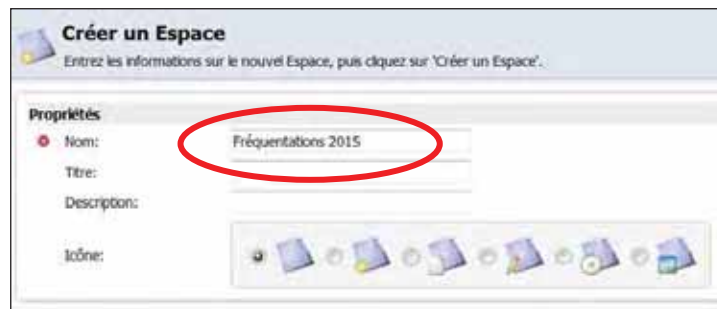 Créer un Espace
Entrez les informations sur le nouvel Espace, puis cliquez sur 'Créer un Espace'.
Propriétés
Nom: Fréquentations 2015
Titre:
Description:
Icône: